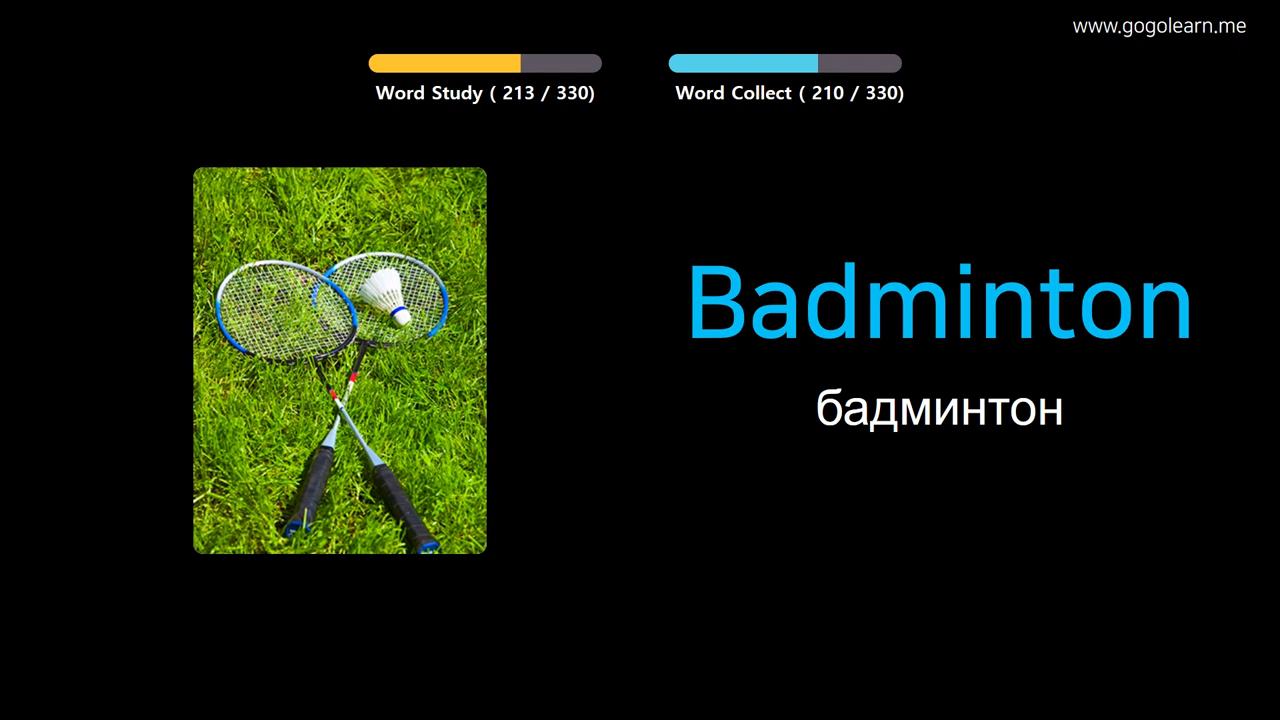 www.gogolearn.me
Word Study ( 213 / 330)
Word Collect ( 210 / 330)
Badminton
бадминтон